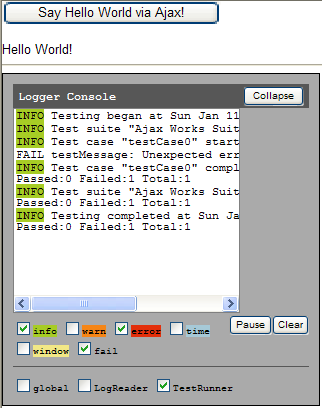 Say Hello World via Ajax!
Hello World!
Logger Console Collapse
INFO Testing began at Sun Jan 11
INFO Test suite "Ajax Works Suit
INFO Test case "testCase0" start
FAIL testMessage: Unexpected err
INFO Test case "testCase0" compl
Passed:0 Failed:1 Total:1
INFO Test suite "Ajax Works Suit
Passed:0 Failed:1 Total:1
INFO Testing completed at Sun Ja
Passed:0 Failed:1 Total:1
info warn error time Pause Clear
window fail
global LogReader TestRunner